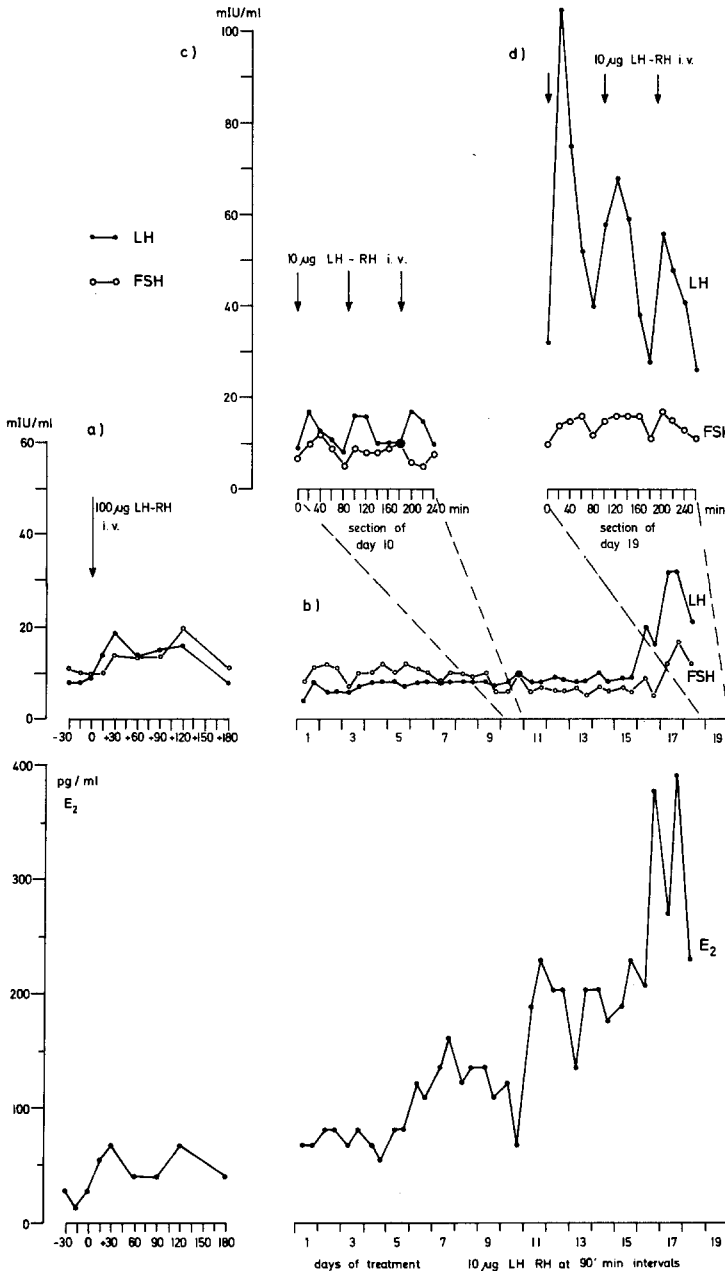 mIU/ml
c)
d)
100
80
60
40
20
0
LH
FSH
10 µg LH-RH i.v.
10 µg LH-RH i.v.
LH
FSH
0 40 80 120 160 200 240 min
section of
day 10
0 40 80 120 160 200 240 min
section of
day 19
mIU/ml
a)
60
40
20
0
100 µg LH-RH
i.v.
-30 0 +30 +60 +90 +120 +150 +180
b)
LH
FSH
1 3 5 7 9 11 13 15 17 19
400
pg/ml
E2
300
200
100
0
E2
-30 0 +30 +60 +90 +120 +150 +180
1 3 5 7 9 11 13 15 17 19
days of treatment 10 µg LH RH at 90' min intervals